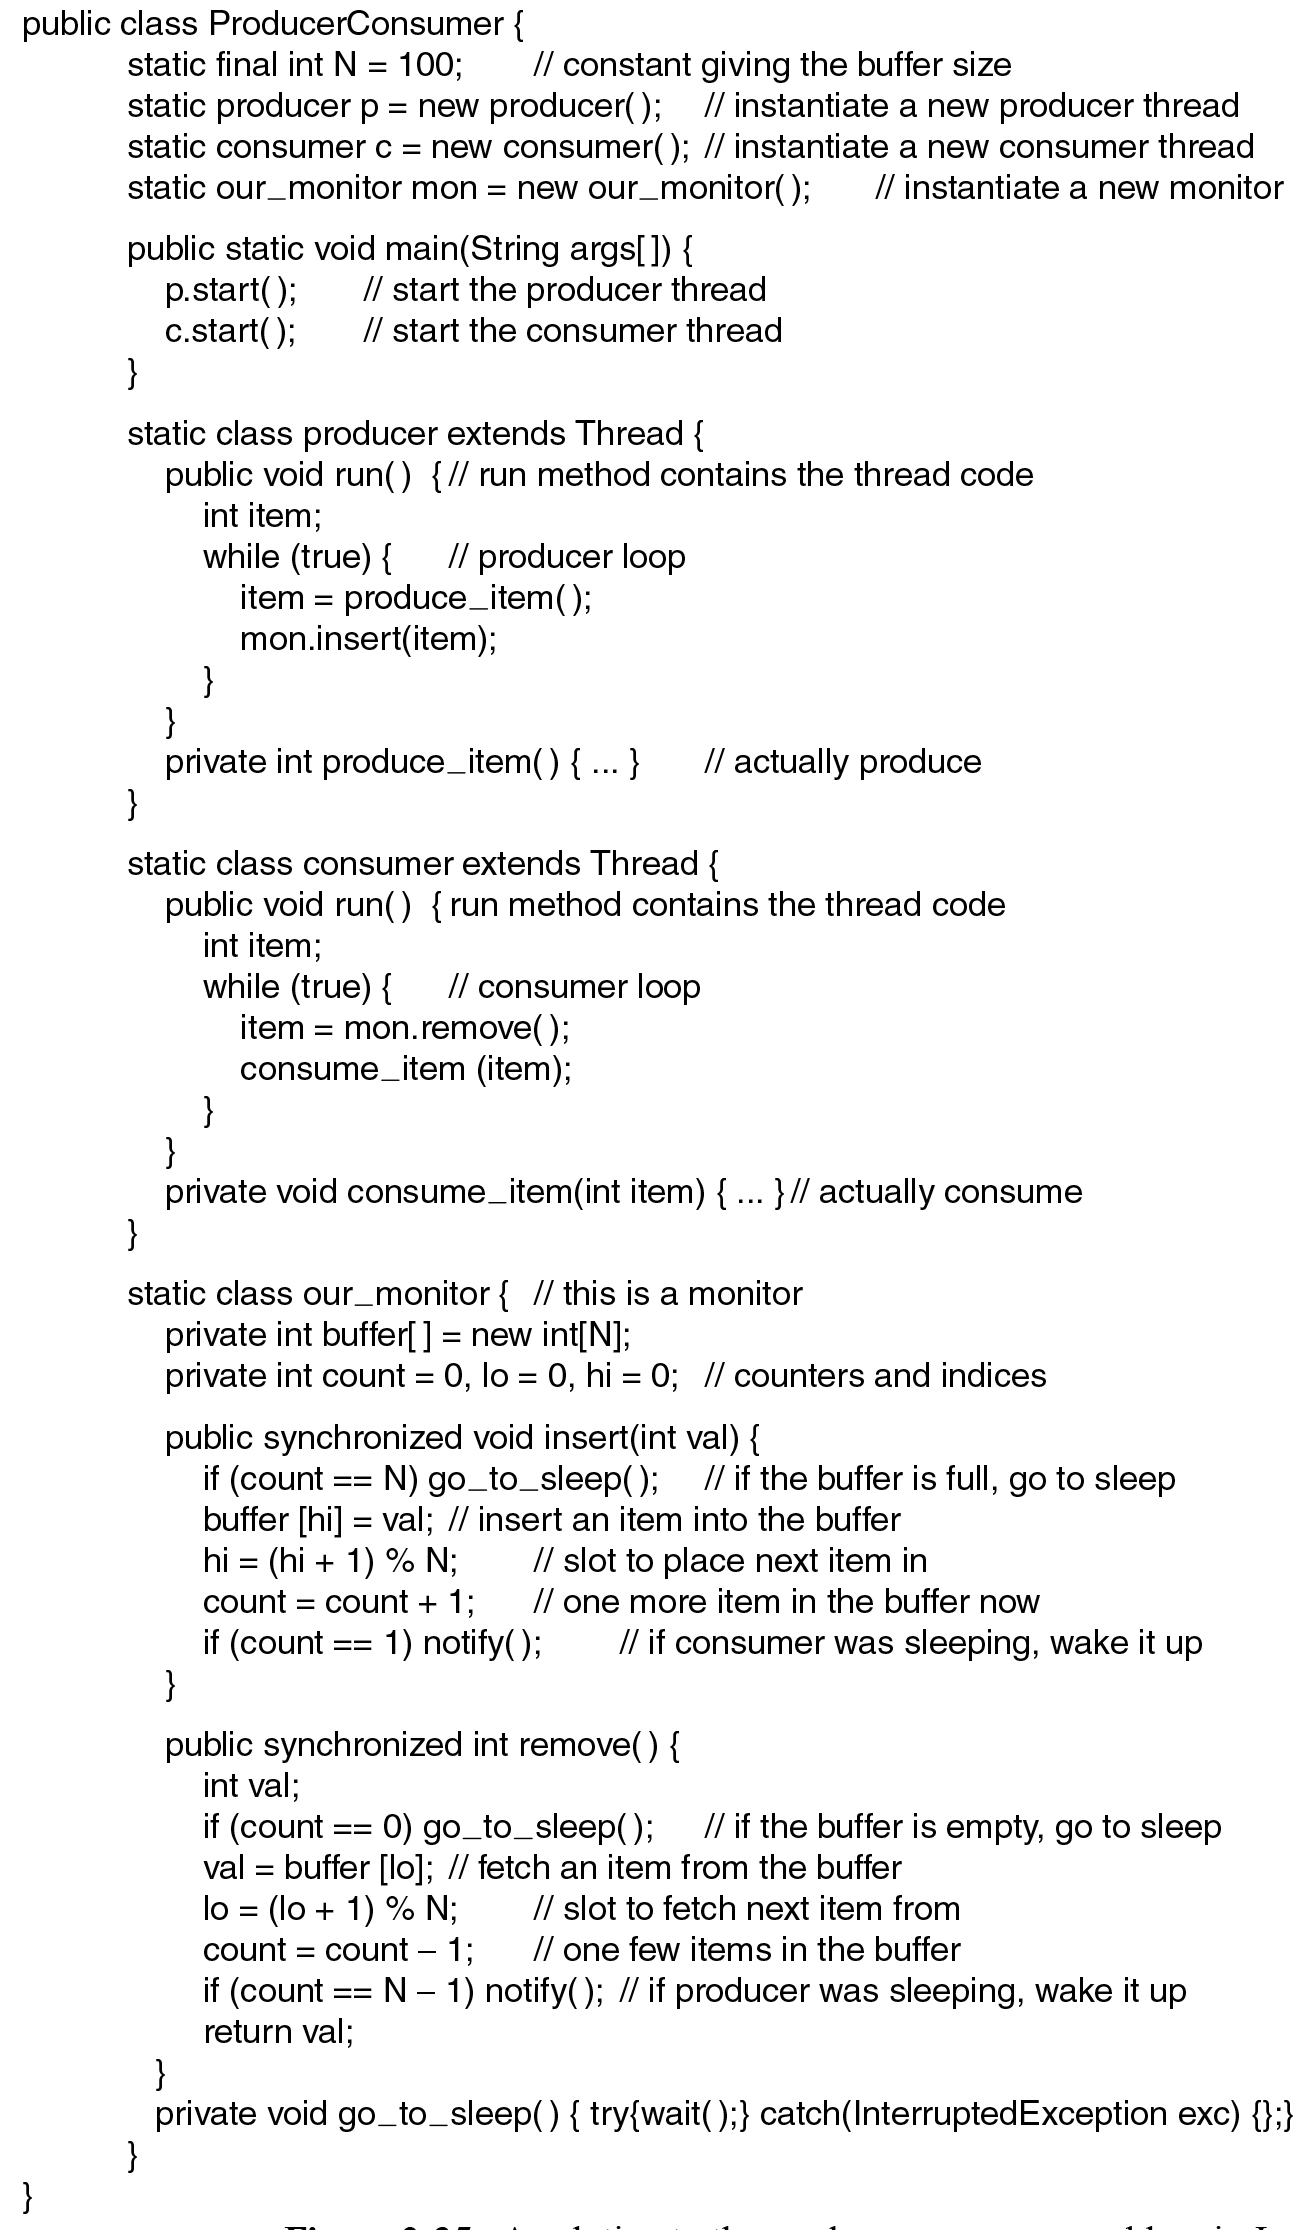 public class ProducerConsumer {
static final int N = 100; // constant giving the buffer size
static producer p = new producer( ); // instantiate a new producer thread
static consumer c = new consumer( ); // instantiate a new consumer thread
static our_monitor mon = new our_monitor( ); // instantiate a new monitor
public static void main(String args[ ]) {
p.start( ); // start the producer thread
c.start( ); // start the consumer thread
}
static class producer extends Thread {
public void run( ) { // run method contains the thread code
int item;
while (true) { // producer loop
item = produce_item( );
mon.insert(item);
}
}
private int produce_item( ) { ... } // actually produce
}
static class consumer extends Thread {
public void run( ) { run method contains the thread code
int item;
while (true) { // consumer loop
item = mon.remove( );
consume_item (item);
}
}
private void consume_item(int item) { ... } // actually consume
}
static class our_monitor { // this is a monitor
private int buffer[ ] = new int[N];
private int count = 0, lo = 0, hi = 0; // counters and indices
public synchronized void insert(int val) {
if (count == N) go_to_sleep( ); // if the buffer is full, go to sleep
buffer [hi] = val; // insert an item into the buffer
hi = (hi + 1) % N; // slot to place next item in
count = count + 1; // one more item in the buffer now
if (count == 1) notify( ); // if consumer was sleeping, wake it up
}
public synchronized int remove( ) {
int val;
if (count == 0) go_to_sleep( ); // if the buffer is empty, go to sleep
val = buffer [lo]; // fetch an item from the buffer
lo = (lo + 1) % N; // slot to fetch next item from
count = count – 1; // one few items in the buffer
if (count == N – 1) notify( ); // if producer was sleeping, wake it up
return val;
}
private void go_to_sleep( ) { try{wait( );} catch(InterruptedException exc) {};}
}
}